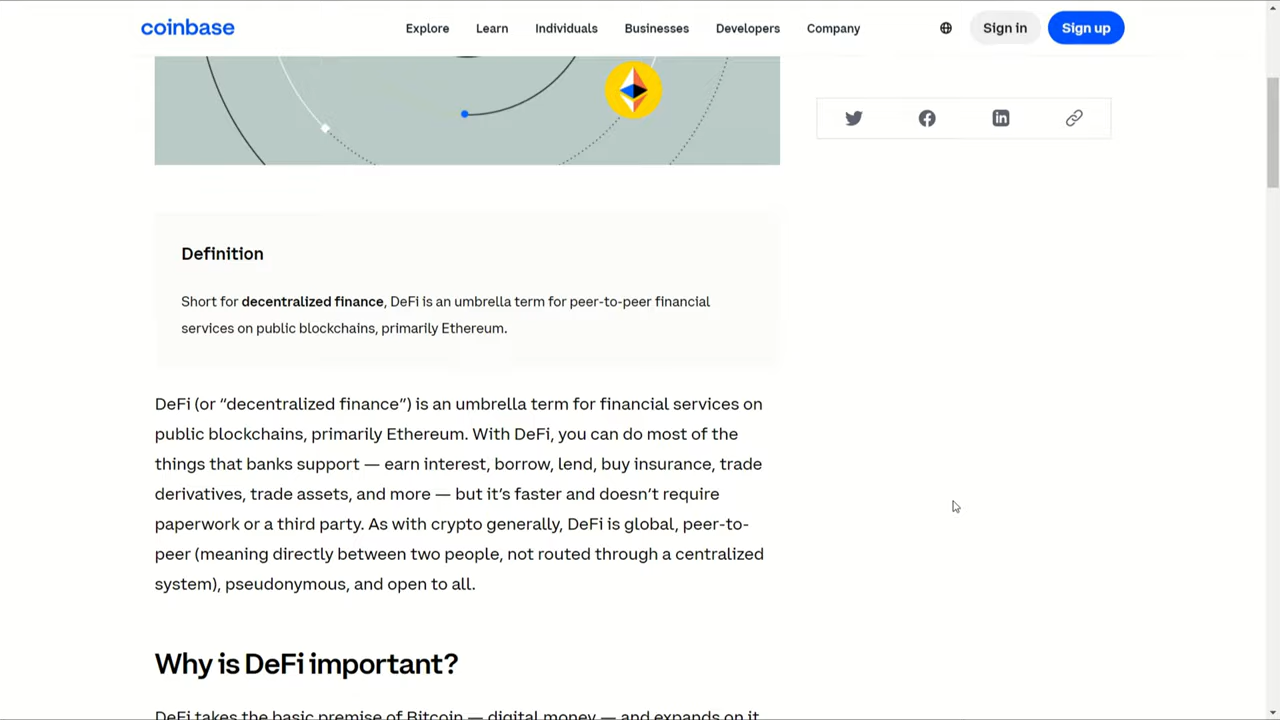 coinbase
Explore Learn Individuals Businesses Developers Company Sign in Sign up
Definition
Short for decentralized finance, DeFi is an umbrella term for peer-to-peer financial
services on public blockchains, primarily Ethereum.
DeFi (or “decentralized finance”) is an umbrella term for financial services on
public blockchains, primarily Ethereum. With DeFi, you can do most of the
things that banks support — earn interest, borrow, lend, buy insurance, trade
derivatives, trade assets, and more — but it’s faster and doesn’t require
paperwork or a third party. As with crypto generally, DeFi is global, peer-to-
peer (meaning directly between two people, not routed through a centralized
system), pseudonymous, and open to all.
Why is DeFi important?
DeFi takes the basic premise of Bitcoin — digital money — and expands on it